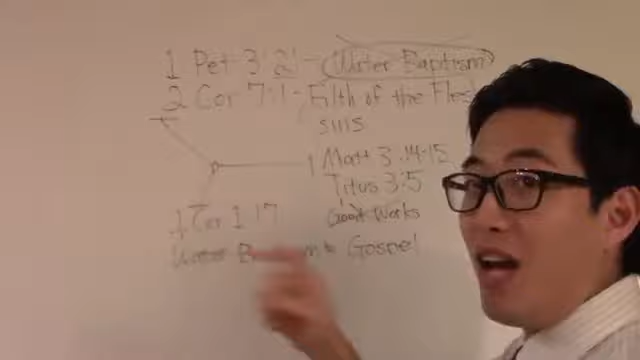 1 Pet 3:21 - Water Baptism
2 Cor 7:1 - Filth of the Flesh
sins
Matt 3:14-15
Titus 3:5
Good Works
1 Cor 1:17
Water Baptism ≠ Gospel